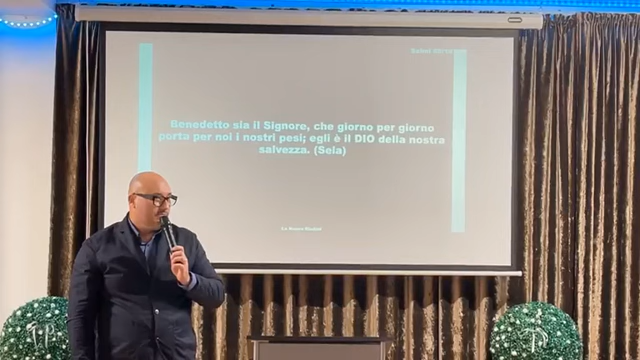 Benedetto sia il Signore, che giorno per giorno
porta per noi i nostri pesi; egli è il DIO della nostra
salvezza. (Sela)